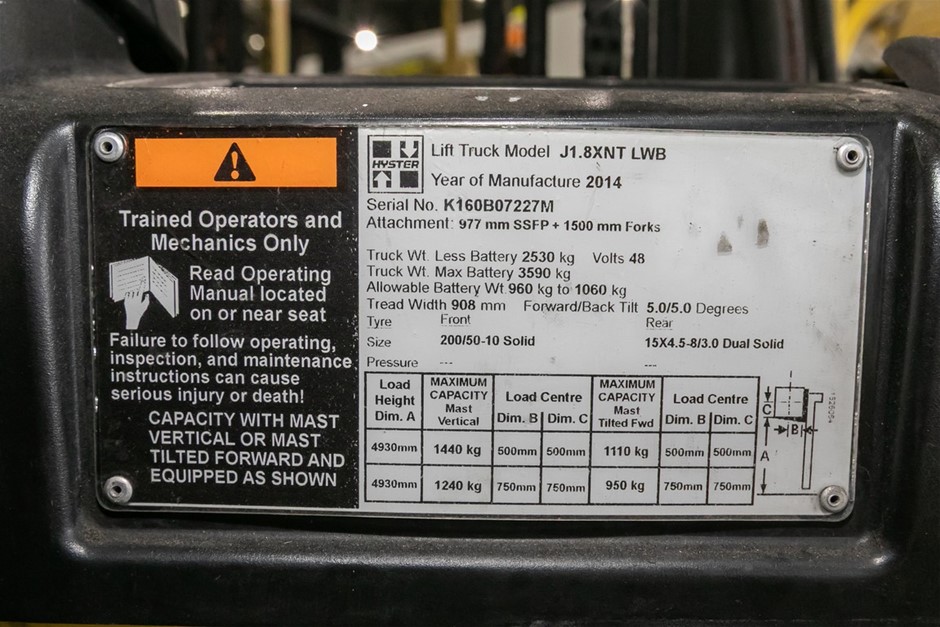 Trained Operators and
Mechanics Only
Read Operating
Manual located
on or near seat
Failure to follow operating,
inspection, and maintenance
instructions can cause
serious injury or death!
CAPACITY WITH MAST
VERTICAL OR MAST
TILTED FORWARD AND
EQUIPPED AS SHOWN
HYSTER
Lift Truck Model J1.8XNT LWB
Year of Manufacture 2014
Serial No. K160B07227M
Attachment: 977 mm SSFP + 1500 mm Forks
Truck Wt. Less Battery 2530 kg Volts 48
Truck Wt. Max Battery 3590 kg
Allowable Battery Wt 960 kg to 1060 kg
Tread Width 908 mm Forward/Back Tilt 5.0/5.0 Degrees
Tyre Front Rear
Size 200/50-10 Solid 15X4.5-8/3.0 Dual Solid
Pressure --- ---
Load Height Dim. A MAXIMUM CAPACITY Mast Vertical Load Centre Dim. B Dim. C MAXIMUM CAPACITY Mast Tilted Fwd Load Centre Dim. B Dim. C
4930mm 1440 kg 500mm 500mm 1110 kg 500mm 500mm
4930mm 1240 kg 750mm 750mm 950 kg 750mm 750mm
C
B
A